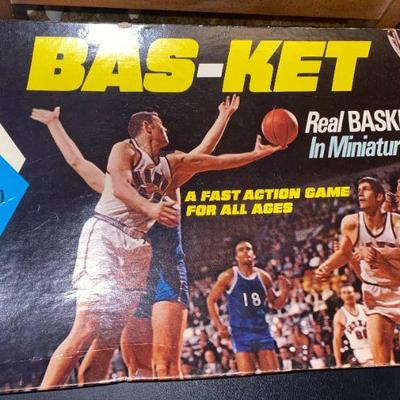 BAS-KET
Real BASK
In Miniatur
A FAST ACTION GAME
FOR ALL AGES
18